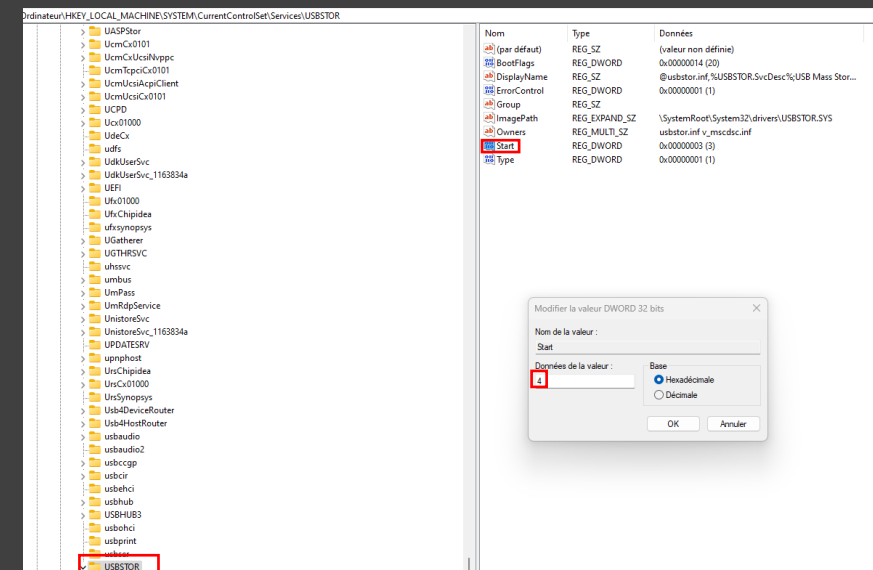 Ordinateur\HKEY_LOCAL_MACHINE\SYSTEM\CurrentControlSet\Services\USBSTOR
UASPStor
UcmCx0101
UcmCxUcsiNvppc
UcmTcpciCx0101
UcmUcsiAcpiClient
UcmUcsiCx0101
UCPD
Ucx01000
UdeCx
udfs
UdkUserSvc
UdkUserSvc_1163834a
UEFI
Ufx01000
UfxChipidea
ufxsynopsys
UGatherer
UGTHRSVC
uhssvc
umbus
UmPass
UmRdpService
UnistoreSvc
UnistoreSvc_1163834a
UPDATESRV
upnphost
UrsChipidea
UrsCx01000
UrsSynopsys
Usb4DeviceRouter
Usb4HostRouter
usbaudio
usbaudio2
usbccgp
usbcir
usbehci
usbhub
USBHUB3
usbohci
usbprint
usbser
USBSTOR
Nom Type Données
(par défaut) REG_SZ (valeur non définie)
BootFlags REG_DWORD 0x00000014 (20)
DisplayName REG_SZ @usbstor.inf,%USBSTOR.SvcDesc%;USB Mass Stor...
ErrorControl REG_DWORD 0x00000001 (1)
Group REG_SZ
ImagePath REG_EXPAND_SZ \SystemRoot\System32\drivers\USBSTOR.SYS
Owners REG_MULTI_SZ usbstor.inf v_mscdsc.inf
Start REG_DWORD 0x00000003 (3)
Type REG_DWORD 0x00000001 (1)
Modifier la valeur DWORD 32 bits
Nom de la valeur :
Start
Données de la valeur : Base
4 Hexadécimale
Décimale
OK Annuler